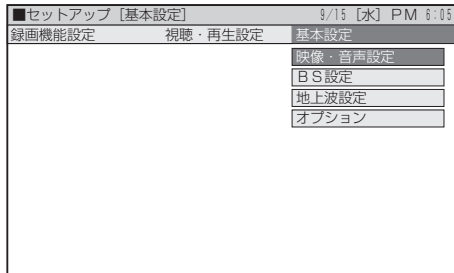 ■セットアップ [基本設定] 9/15 [水] PM 6:05
録画機能設定 視聴・再生設定 基本設定
映像・音声設定
BS設定
地上波設定
オプション